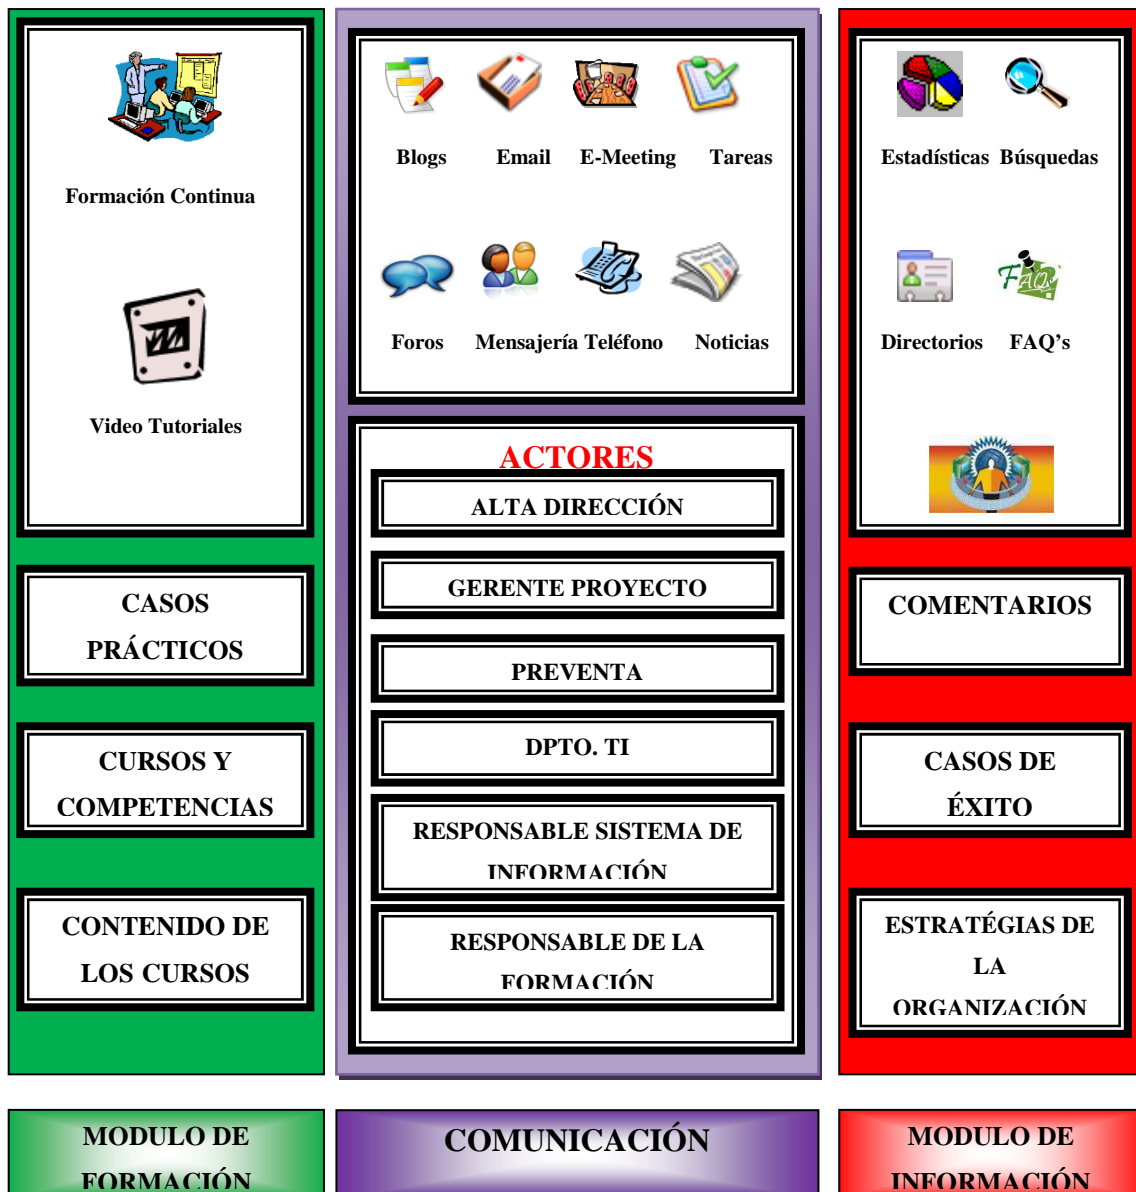 Formación Continua
Video Tutoriales
CASOS
PRÁCTICOS
CURSOS Y
COMPETENCIAS
CONTENIDO DE
LOS CURSOS
MODULO DE
FORMACIÓN
Blogs Email E-Meeting Tareas
Foros Mensajería Teléfono Noticias
ACTORES
ALTA DIRECCIÓN
GERENTE PROYECTO
PREVENTA
DPTO. TI
RESPONSABLE SISTEMA DE
INFORMACIÓN
RESPONSABLE DE LA
FORMACIÓN
COMUNICACIÓN
Estadísticas Búsquedas
FAQs
Directorios FAQ’s
COMENTARIOS
CASOS DE
ÉXITO
ESTRATÉGIAS DE
LA
ORGANIZACIÓN
MODULO DE
INFORMACIÓN